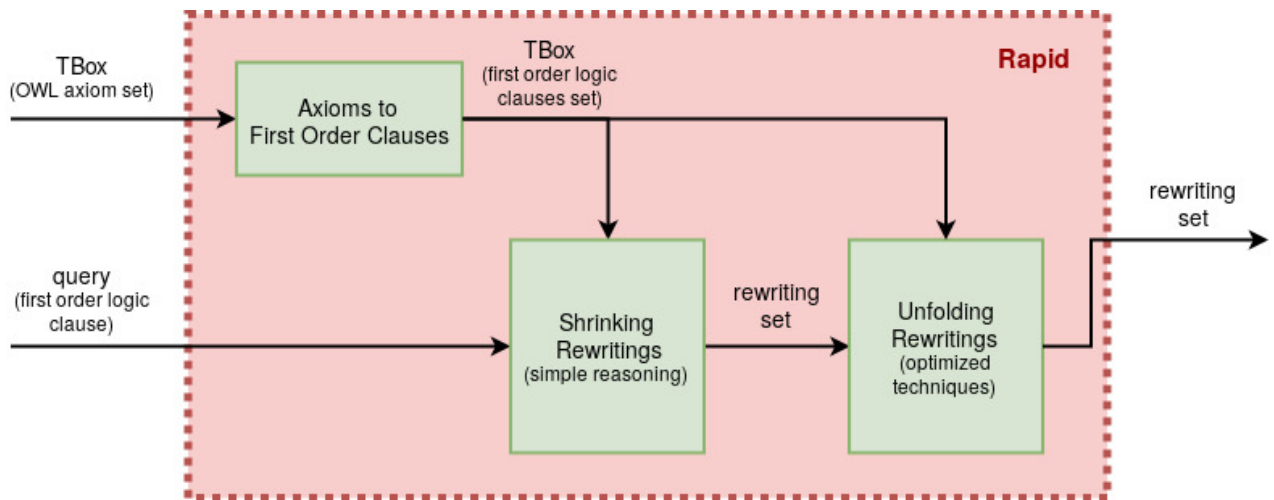 TBox
(OWL axiom set)
Axioms to
First Order Clauses
TBox
(first order logic
clauses set)
Rapid
rewriting
set
query
(first order logic
clause)
Shrinking
Rewritings
(simple reasoning)
rewriting
set
Unfolding
Rewritings
(optimized
techniques)